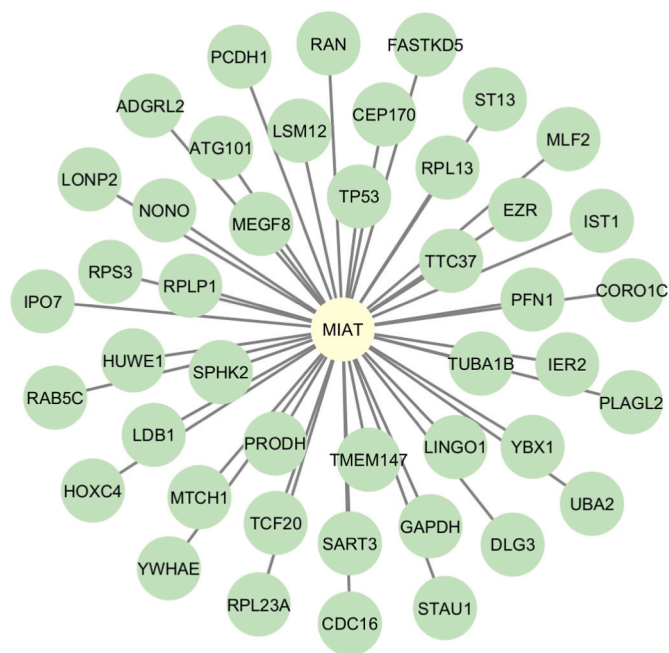 RAN
FASTKD5
PCDH1
ADGRL2
ST13
CEP170
LSM12
MLF2
ATG101
RPL13
LONP2
TP53
NONO
MEGF8
EZR
IST1
TTC37
RPS3
RPLP1
CORO1C
IPO7
PFN1
MIAT
HUWE1
SPHK2
TUBA1B
IER2
RAB5C
PLAGL2
LDB1
PRODH
LINGO1
YBX1
TMEM147
HOXC4
MTCH1
UBA2
TCF20
GAPDH
SART3
DLG3
YWHAE
RPL23A
STAU1
CDC16